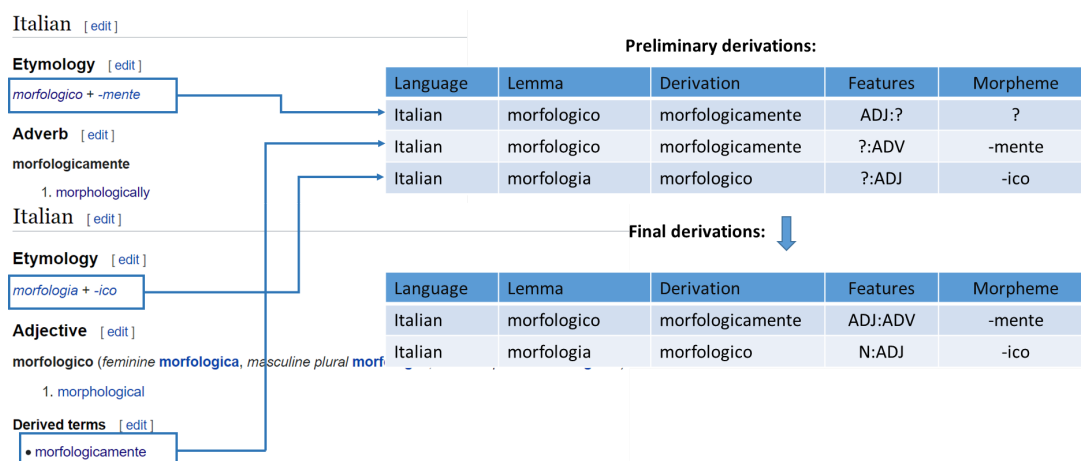 Italian [ edit ]
Etymology [ edit ]
morfologico + -mente
Adverb [ edit ]
morfologicamente
1. morphologically
Italian [ edit ]
Etymology [ edit ]
morfologia + -ico
Adjective [ edit ]
morfologico (feminine morfologica, masculine plural
1. morphological
Derived terms [ edit ]
• morfologicamente
Preliminary derivations:
Language Lemma Derivation Features Morpheme
Italian morfologico morfologicamente ADJ:? ?
Italian morfologico morfologicamente ?:ADV -mente
Italian morfologia morfologico ?:ADJ -ico
Final derivations:
Language Lemma Derivation Features Morpheme
Italian morfologico morfologicamente ADJ:ADV -mente
Italian morfologia morfologico N:ADJ -ico